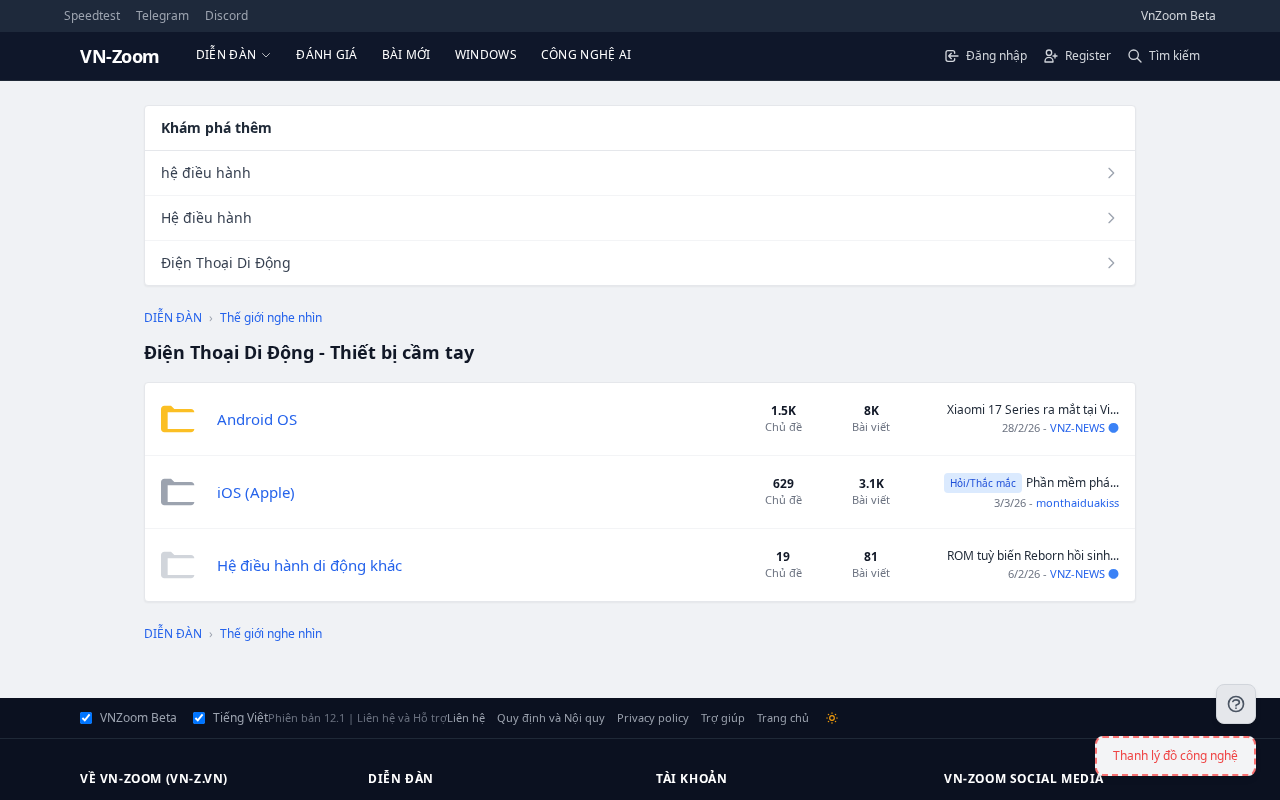 Speedtest Telegram Discord VnZoom Beta
VN-Zoom DIỄN ĐÀN ĐÁNH GIÁ BÀI MỚI WINDOWS CÔNG NGHỆ AI Đăng nhập Register Tìm kiếm
Khám phá thêm
hệ điều hành
Hệ điều hành
Điện Thoại Di Động
DIỄN ĐÀN › Thế giới nghe nhìn
Điện Thoại Di Động - Thiết bị cầm tay
Android OS
1.5K
Chủ đề
8K
Bài viết
Xiaomi 17 Series ra mắt tại Vi...
28/2/26 - VNZ-NEWS
iOS (Apple)
629
Chủ đề
3.1K
Bài viết
Hỏi/Thắc mắc Phần mềm phá...
3/3/26 - monthaiduakiss
Hệ điều hành di động khác
19
Chủ đề
81
Bài viết
ROM tuỳ biến Reborn hồi sinh...
6/2/26 - VNZ-NEWS
DIỄN ĐÀN › Thế giới nghe nhìn
VNZoom Beta Tiếng ViệtPhiên bản 12.1 | Liên hệ và Hỗ trợLiên hệ Quy định và Nội quy Privacy policy Trợ giúp Trang chủ
Thanh lý đồ công nghệ
VỀ VN-ZOOM (VN-Z.VN) DIỄN ĐÀN TÀI KHOẢN VN-ZOOM SOCIAL MEDIA